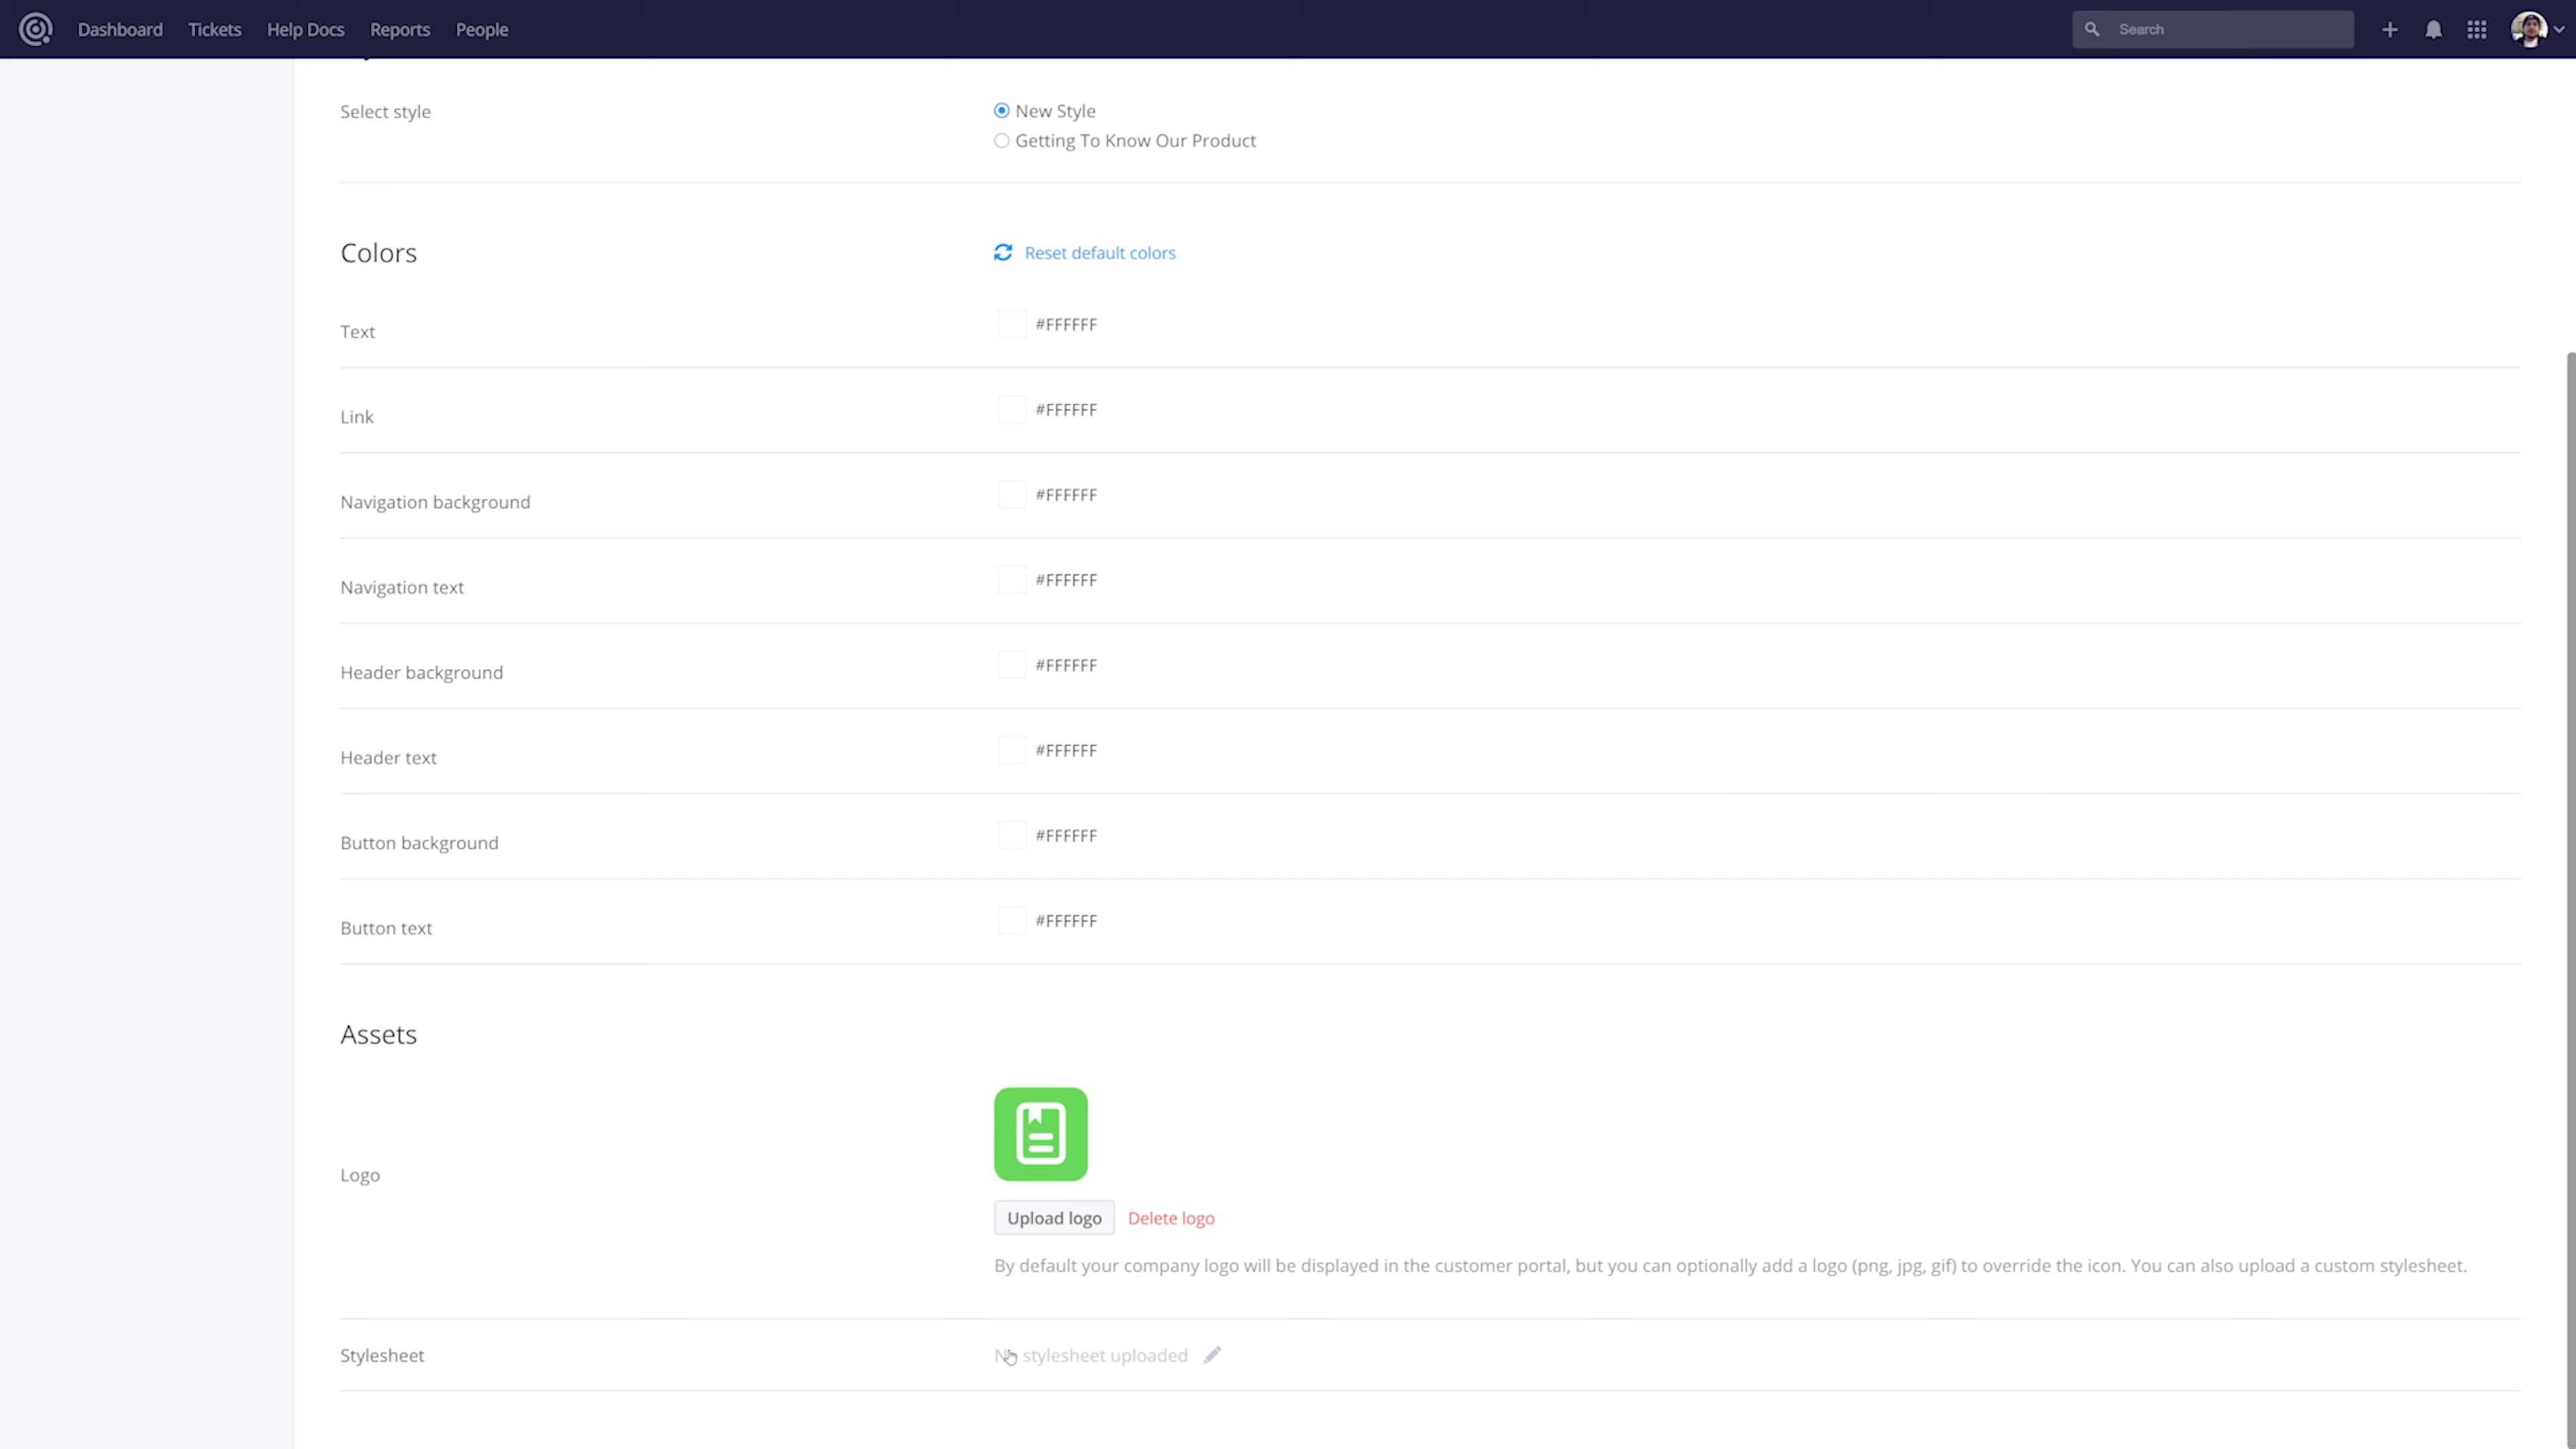 Dashboard Tickets Help Docs Reports People Search
Select style
New Style
Getting To Know Our Product
Colors
Reset default colors
Text #FFFFFF
Link #FFFFFF
Navigation background #FFFFFF
Navigation text #FFFFFF
Header background #FFFFFF
Header text #FFFFFF
Button background #FFFFFF
Button text #FFFFFF
Assets
Logo
Upload logo Delete logo
By default your company logo will be displayed in the customer portal, but you can optionally add a logo (png, jpg, gif) to override the icon. You can also upload a custom stylesheet.
Stylesheet stylesheet uploaded